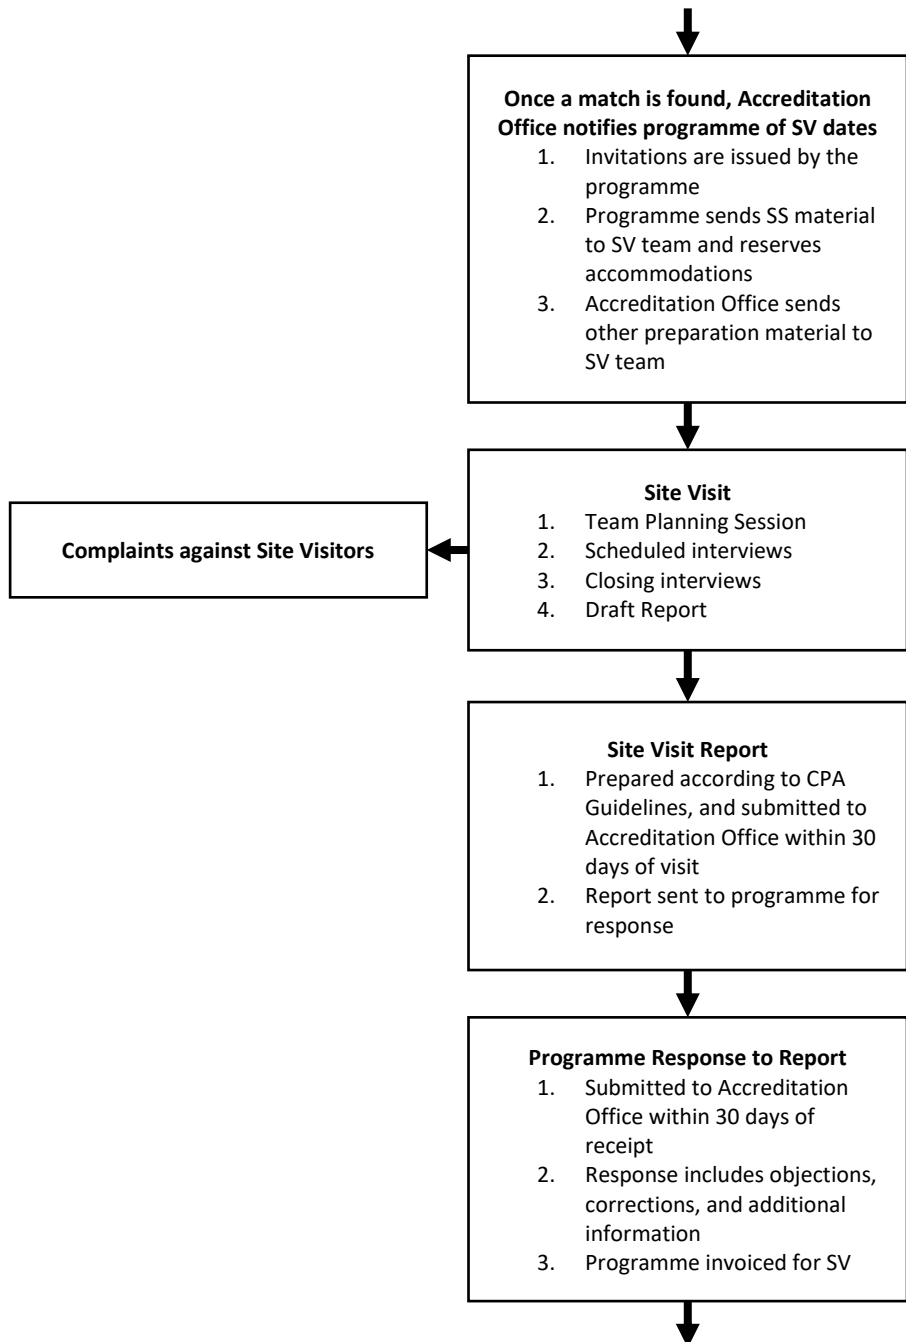 Once a match is found, Accreditation
Office notifies programme of SV dates
1. Invitations are issued by the
programme
2. Programme sends SS material
to SV team and reserves
accommodations
3. Accreditation Office sends
other preparation material to
SV team
Site Visit
1. Team Planning Session
2. Scheduled interviews
3. Closing interviews
4. Draft Report
Complaints against Site Visitors
Site Visit Report
1. Prepared according to CPA
Guidelines, and submitted to
Accreditation Office within 30
days of visit
2. Report sent to programme for
response
Programme Response to Report
1. Submitted to Accreditation
Office within 30 days of
receipt
2. Response includes objections,
corrections, and additional
information
3. Programme invoiced for SV